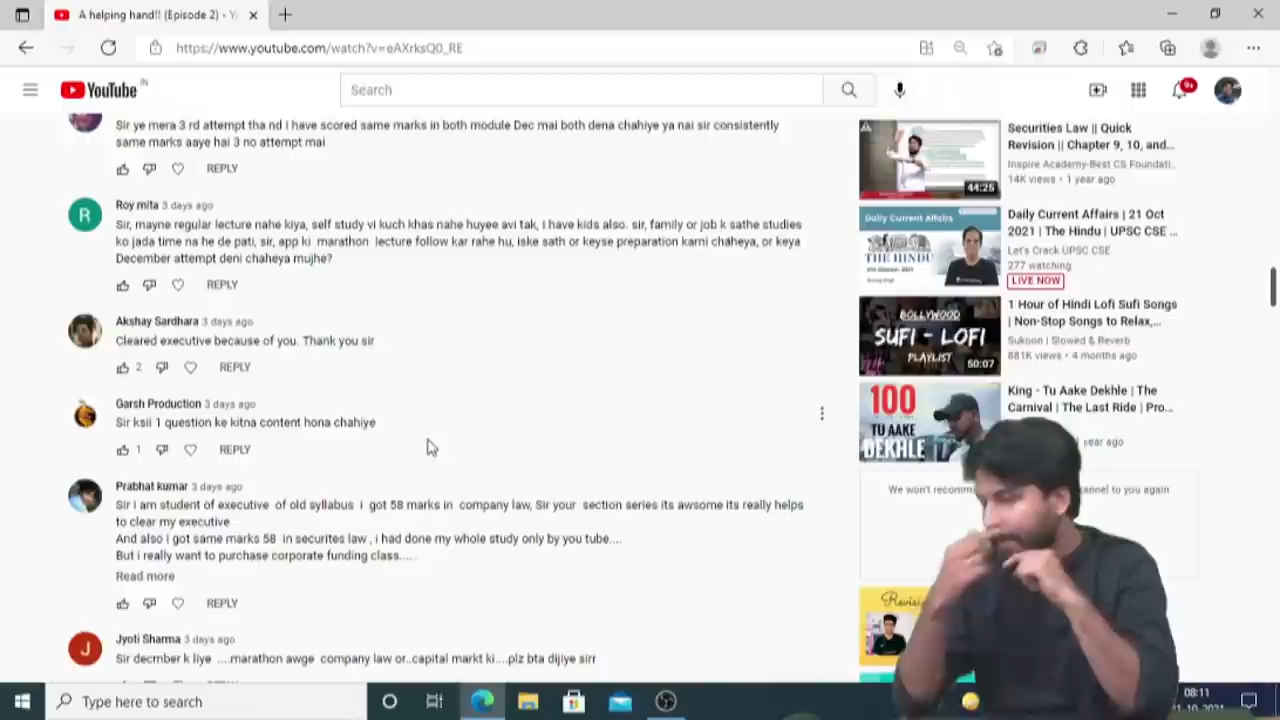 A helping hand!! (Episode 2) - Y
https://www.youtube.com/watch?v=eAXrksQ0_RE
YouTube IN
Search
9+
Sir ye mera 3 rd attempt tha nd i have scored same marks in both module Dec mai both dena chahiye ya nai sir consistently
same marks aaye hai 3 no attempt mai
REPLY
R
Roy mita 3 days ago
Sir, mayne regular lecture nahe kiya, self study vi kuch khas nahe huyee avi tak, i have kids also. sir, family or job k sathe studies
ko jada time na he de pati, sir, app ki marathon lecture follow kar rahe hu, iske sath or keyse preparation karni chaheya, or keya
December attempt deni chaheya mujhe?
REPLY
Akshay Sardhara 3 days ago
Cleared executive because of you. Thank you sir
2 REPLY
Garsh Production 3 days ago
Sir ksii 1 question ke kitna content hona chahiye
1 REPLY
Prabhat kumar 3 days ago
Sir i am student of executive of old syllabus i got 58 marks in company law, Sir your section series its awsome its really helps
to clear my executive
And also i got same marks 58 in securites law , i had done my whole study only by you tube....
But i really want to purchase corporate funding class.....
Read more
REPLY
J
Jyoti Sharma 3 days ago
Sir decmber k liye ....marathon awge company law or..capital markt ki....plz bta dijiye sirr
44:25
Securities Law || Quick
Revision || Chapter 9, 10, and...
Inspire Academy-Best CS Foundati...
14K views • 1 year ago
Daily Current Affairs
THE HINDU
Daily Current Affairs | 21 Oct
2021 | The Hindu | UPSC CSE ...
Let's Crack UPSC CSE
277 watching
LIVE NOW
BOLLYWOOD
SUFI - LOFI
PLAYLIST
50:07
1 Hour of Hindi Lofi Sufi Songs
| Non-Stop Songs to Relax,...
Sukoon | Slowed & Reverb
881K views • 4 months ago
100
TU AAKE
DEKHLE
King - Tu Aake Dekhle | The
Carnival | The Last Ride | Pro...
year ago
We won't recomm
annel to you again
Type here to search
08:11